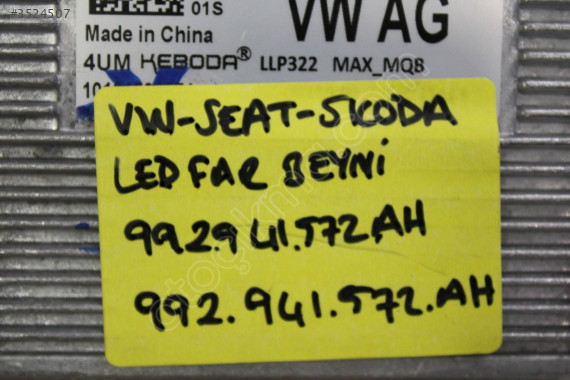 #3524507
01S
VW AG
Made in China
4UM KEBODA® LLP322 MAX_MQB
VW-SEAT-SKODA
LED FAR BEYNİ
992.941.572.AH
992.941.572.AH